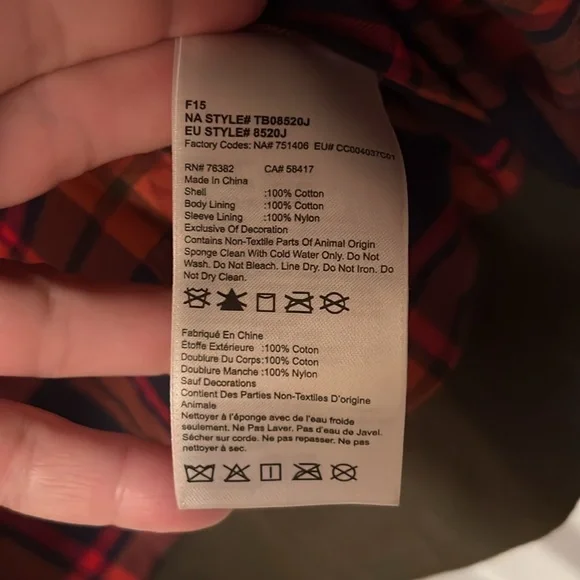 F15
NA STYLE# TB08520J
EU STYLE# 8520J
Factory Codes: NA# 751406 EU# CC004037C01
RN# 76382 CA# 58417
Made in China
Shell :100% Cotton
Body Lining :100% Cotton
Sleeve Lining :100% Nylon
Exclusive Of Decoration
Contains Non-Textile Parts Of Animal Origin
Sponge Clean With Cold Water Only. Do Not
Wash. Do Not Bleach. Line Dry. Do Not Iron. Do
Not Dry Clean.
Fabriqué En Chine
Étoffe Extérieure :100% Coton
Doublure Du Corps:100% Coton
Doublure Manche :100% Nylon
Sauf Decorations
Contient Des Parties Non-Textiles D'origine
Animale
Nettoyer à l'éponge avec de l'eau froide
seulement. Ne Pas Laver. Pas d'eau de Javel.
Sécher sur corde. Ne pas repasser. Ne pas
nettoyer à sec.